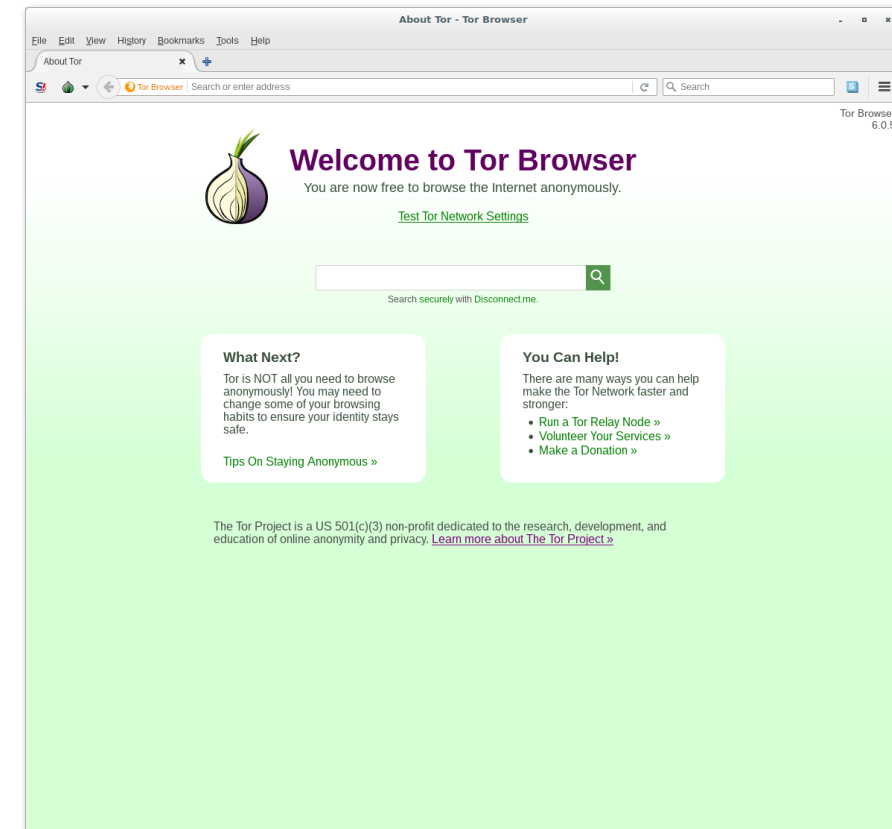 About Tor - Tor Browser
File Edit View History Bookmarks Tools Help
About Tor
Tor Browser Search or enter address Search
Tor Browse
6.0.5
Welcome to Tor Browser
You are now free to browse the Internet anonymously.
Test Tor Network Settings
Search securely with Disconnect.me.
What Next?
Tor is NOT all you need to browse
anonymously! You may need to
change some of your browsing
habits to ensure your identity stays
safe.
Tips On Staying Anonymous »
You Can Help!
There are many ways you can help
make the Tor Network faster and
stronger:
Run a Tor Relay Node »
Volunteer Your Services »
Make a Donation »
The Tor Project is a US 501(c)(3) non-profit dedicated to the research, development, and
education of online anonymity and privacy. Learn more about The Tor Project »